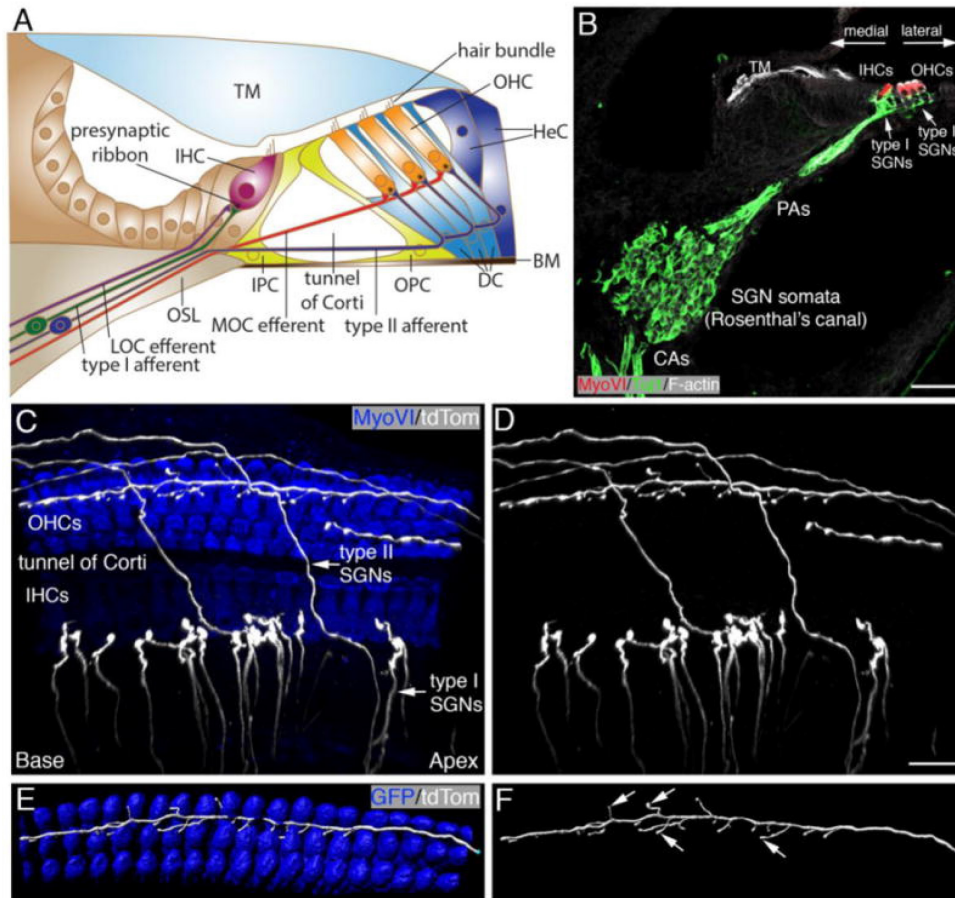 A
TM
hair bundle
OHC
presynaptic
ribbon
IHC
HeC
BM
IPC
tunnel
of Corti
OPC
DC
OSL
MOC efferent
type II afferent
LOC efferent
type I afferent
B
medial
lateral
TM
IHCs
OHCs
type I
SGNs
type I
SGNs
PAs
SGN somata
(Rosenthal's canal)
CAs
MyoVI/
/F-actin
C
MyoVI/tdTom
OHCs
tunnel of Corti
IHCs
type II
SGNs
type I
SGNs
Base
Apex
D
E
GFP/tdTom
F